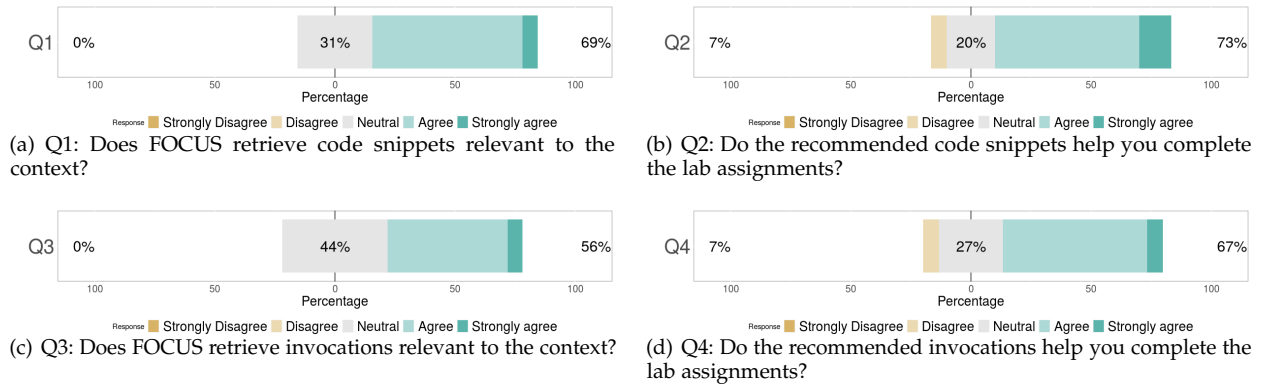 Q1 0% 31% 69%
100 50 0 50 100
Percentage
Response Strongly Disagree Disagree Neutral Agree Strongly agree
(a) Q1: Does FOCUS retrieve code snippets relevant to the
context?
Q2 7% 20% 73%
100 50 0 50 100
Percentage
Response Strongly Disagree Disagree Neutral Agree Strongly agree
(b) Q2: Do the recommended code snippets help you complete
the lab assignments?
Q3 0% 44% 56%
100 50 0 50 100
Percentage
Response Strongly Disagree Disagree Neutral Agree Strongly agree
(c) Q3: Does FOCUS retrieve invocations relevant to the context?
Q4 7% 27% 67%
100 50 0 50 100
Percentage
Response Strongly Disagree Disagree Neutral Agree Strongly agree
(d) Q4: Do the recommended invocations help you complete the
lab assignments?